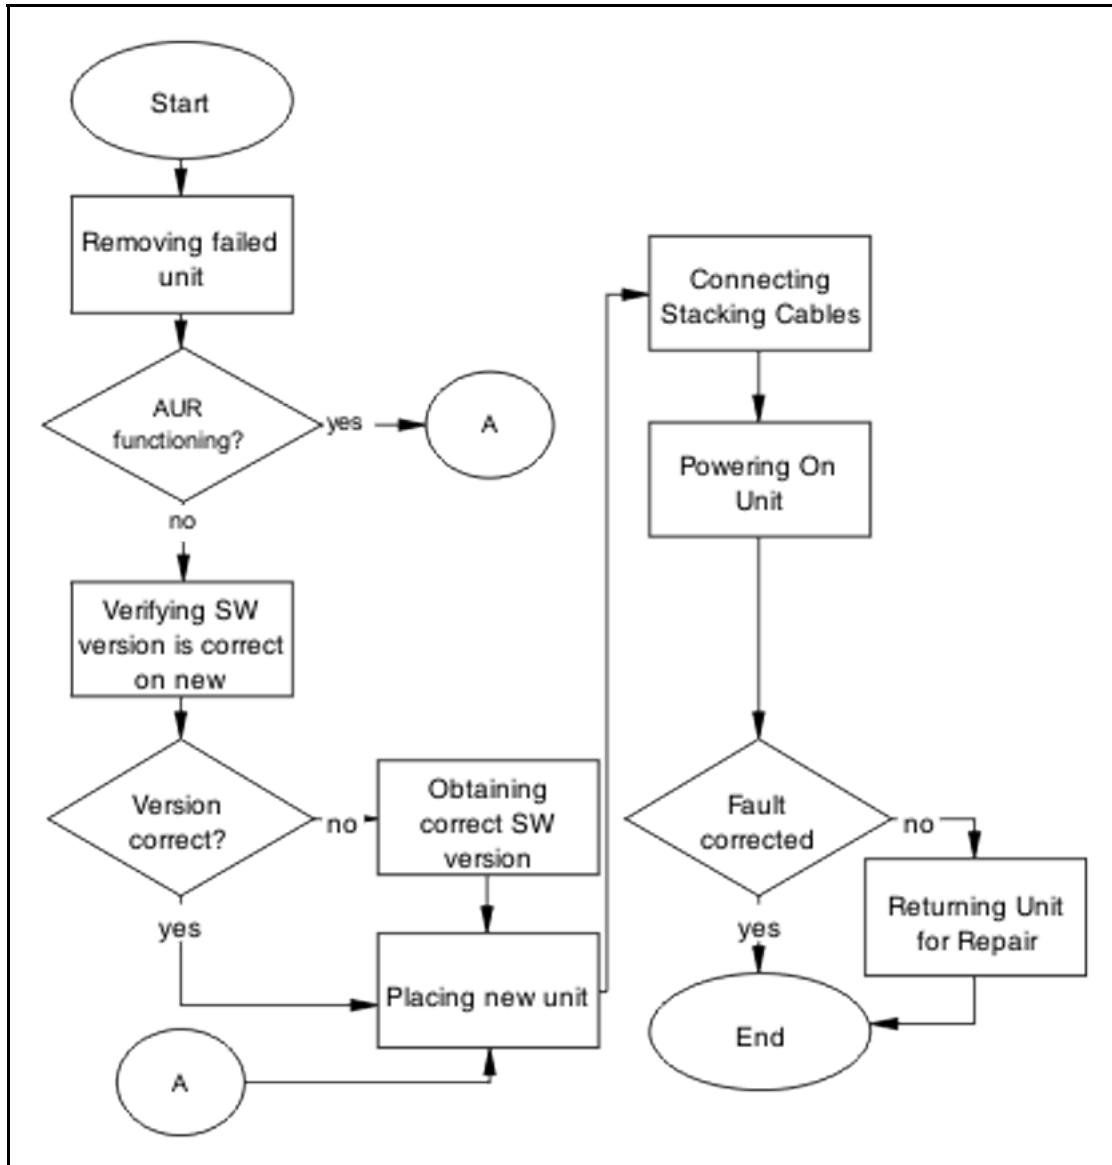 Start
Removing failed
unit
AUR
functioning?
yes
A
no
Verifying SW
version is correct
on new
Version
correct?
no
Obtaining
correct SW
version
yes
Placing new unit
A
Connecting
Stacking Cables
Powering On
Unit
Fault
corrected
no
Returning Unit
for Repair
yes
End